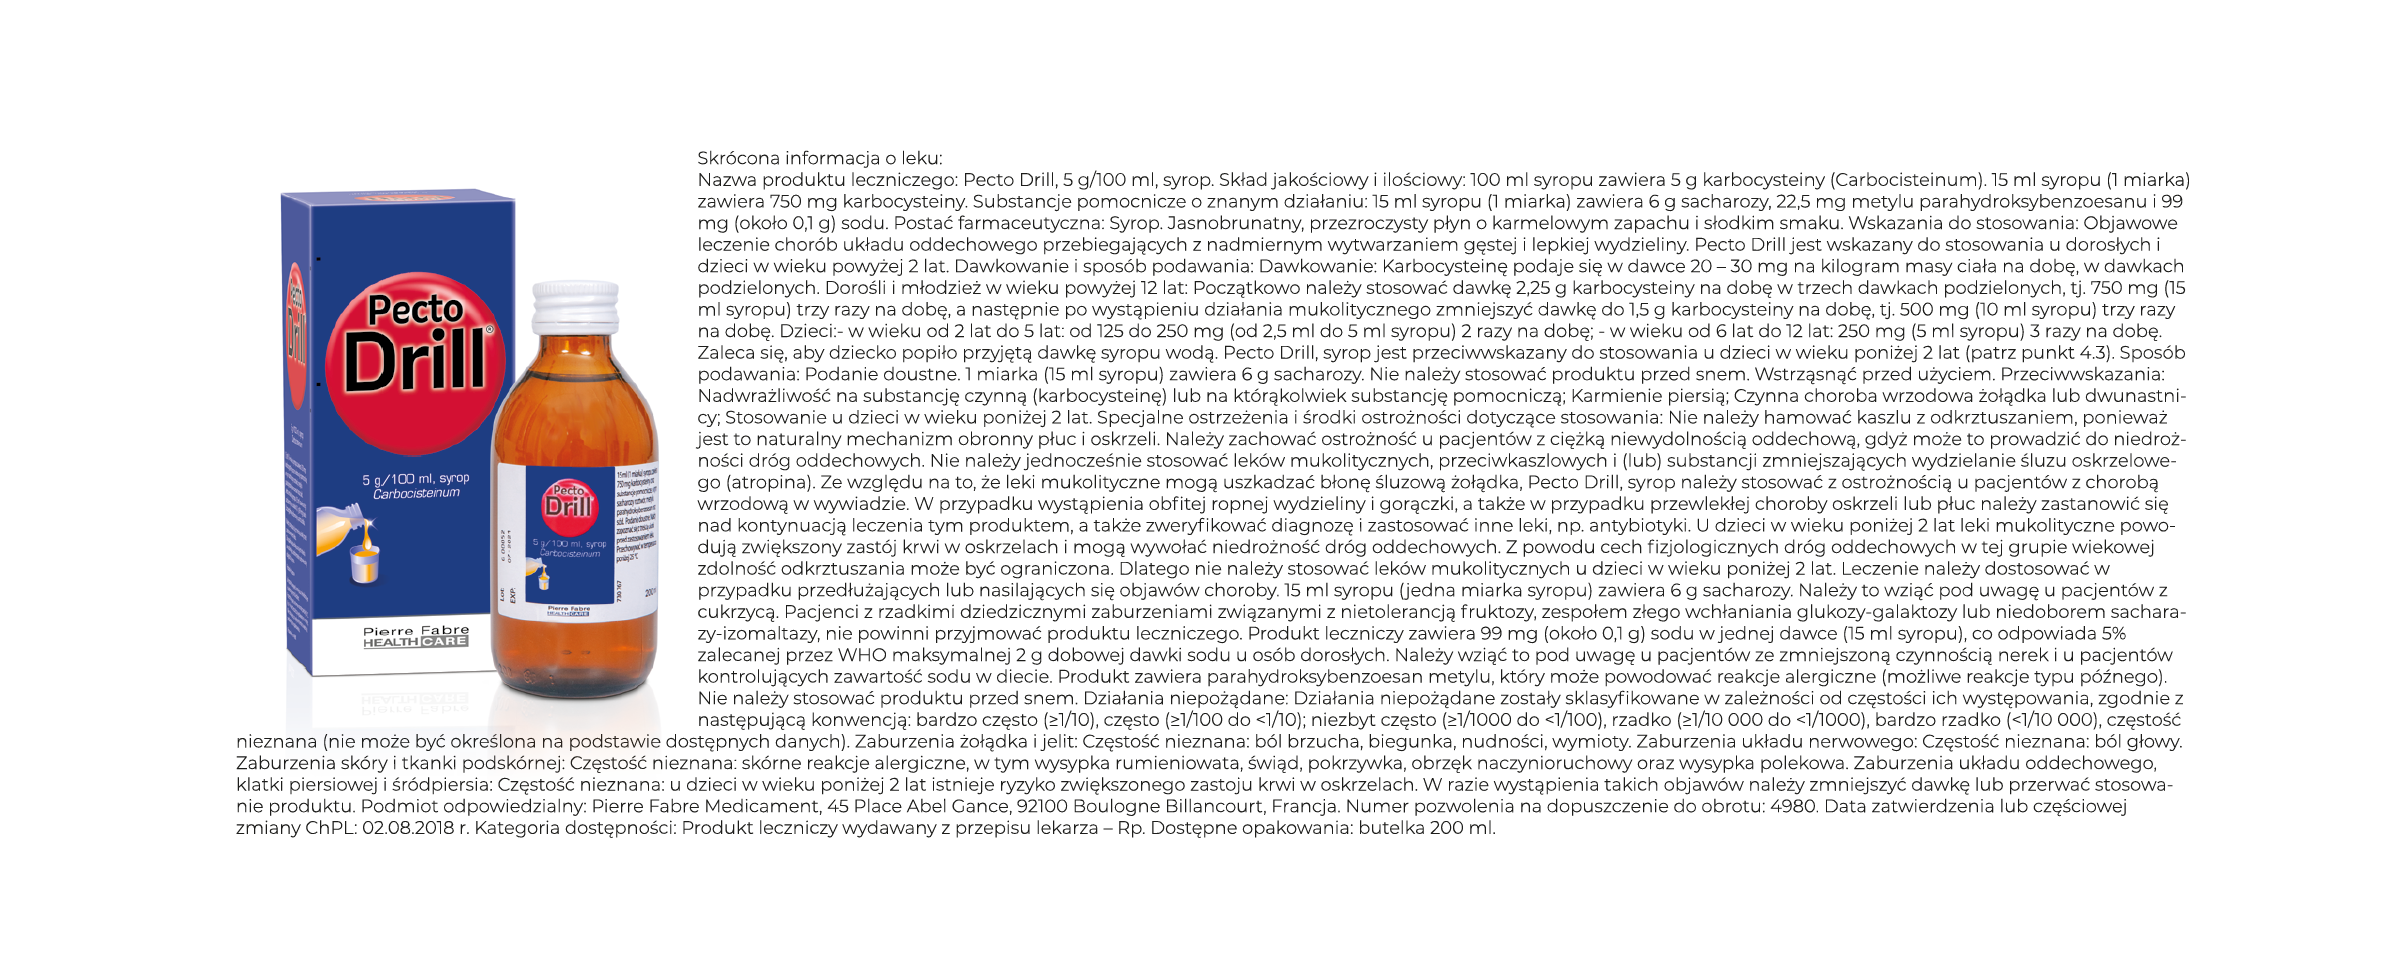 Skrócona informacja o leku:
Nazwa produktu leczniczego: Pecto Drill, 5 g/100 ml, syrop. Skład jakościowy i ilościowy: 100 ml syropu zawiera 5 g karbocysteiny (Carbocisteinum). 15 ml syropu (1 miarka)
zawiera 750 mg karbocysteiny. Substancje pomocnicze o znanym działaniu: 15 ml syropu (1 miarka) zawiera 6 g sacharozy, 22,5 mg metylu parahydroksybenzoesanu i 99
mg (około 0,1 g) sodu. Postać farmaceutyczna: Syrop. Jasnobrunatny, przezroczysty płyn o karmelowym zapachu i słodkim smaku. Wskazania do stosowania: Objawowe
leczenie chorób układu oddechowego przebiegających z nadmiernym wytwarzaniem gęstej i lepkiej wydzieliny. Pecto Drill jest wskazany do stosowania u dorosłych i
dzieci w wieku powyżej 2 lat. Dawkowanie i sposób podawania: Dawkowanie: Karbocysteinę podaje się w dawce 20 – 30 mg na kilogram masy ciała na dobę, w dawkach
podzielonych. Dorośli i młodzież w wieku powyżej 12 lat: Początkowo należy stosować dawkę 2,25 g karbocysteiny na dobę w trzech dawkach podzielonych, tj. 750 mg (15
ml syropu) trzy razy na dobę, a następnie po wystąpieniu działania mukolitycznego zmniejszyć dawkę do 1,5 g karbocysteiny na dobę, tj. 500 mg (10 ml syropu) trzy razy
na dobę. Dzieci:- w wieku od 2 lat do 5 lat: od 125 do 250 mg (od 2,5 ml do 5 ml syropu) 2 razy na dobę; - w wieku od 6 lat do 12 lat: 250 mg (5 ml syropu) 3 razy na dobę.
Zaleca się, aby dziecko popiło przyjętą dawkę syropu wodą. Pecto Drill, syrop jest przeciwwskazany do stosowania u dzieci w wieku poniżej 2 lat (patrz punkt 4.3). Sposób
podawania: Podanie doustne. 1 miarka (15 ml syropu) zawiera 6 g sacharozy. Nie należy stosować produktu przed snem. Wstrząsnąć przed użyciem. Przeciwwskazania:
Nadwrażliwość na substancję czynną (karbocysteinę) lub na którąkolwiek substancję pomocniczą; Karmienie piersią; Czynna choroba wrzodowa żołądka lub dwunastni-
cy; Stosowanie u dzieci w wieku poniżej 2 lat. Specjalne ostrzeżenia i środki ostrożności dotyczące stosowania: Nie należy hamować kaszlu z odkrztuszaniem, ponieważ
jest to naturalny mechanizm obronny płuc i oskrzeli. Należy zachować ostrożność u pacjentów z ciężką niewydolnością oddechową, gdyż może to prowadzić do niedroż-
ności dróg oddechowych. Nie należy jednocześnie stosować leków mukolitycznych, przeciwkaszlowych i (lub) substancji zmniejszających wydzielanie śluzu oskrzelowe-
go (atropina). Ze względu na to, że leki mukolityczne mogą uszkadzać błonę śluzową żołądka, Pecto Drill, syrop należy stosować z ostrożnością u pacjentów z chorobą
wrzodową w wywiadzie. W przypadku wystąpienia obfitej ropnej wydzieliny i gorączki, a także w przypadku przewlekłej choroby oskrzeli lub płuc należy zastanowić się
nad kontynuacją leczenia tym produktem, a także zweryfikować diagnozę i zastosować inne leki, np. antybiotyki. U dzieci w wieku poniżej 2 lat leki mukolityczne powo-
dują zwiększony zastój krwi w oskrzelach i mogą wywołać niedrożność dróg oddechowych. Z powodu cech fizjologicznych dróg oddechowych w tej grupie wiekowej
zdolność odkrztuszania może być ograniczona. Dlatego nie należy stosować leków mukolitycznych u dzieci w wieku poniżej 2 lat. Leczenie należy dostosować w
przypadku przedłużających lub nasilających się objawów choroby. 15 ml syropu (jedna miarka syropu) zawiera 6 g sacharozy. Należy to wziąć pod uwagę u pacjentów z
cukrzycą. Pacjenci z rzadkimi dziedzicznymi zaburzeniami związanymi z nietolerancją fruktozy, zespołem złego wchłaniania glukozy-galaktozy lub niedoborem sachara-
zy-izomaltazy, nie powinni przyjmować produktu leczniczego. Produkt leczniczy zawiera 99 mg (około 0,1 g) sodu w jednej dawce (15 ml syropu), co odpowiada 5%
zalecanej przez WHO maksymalnej 2 g dobowej dawki sodu u osób dorosłych. Należy wziąć to pod uwagę u pacjentów ze zmniejszoną czynnością nerek i u pacjentów
kontrolujących zawartość sodu w diecie. Produkt zawiera parahydroksybenzoesan metylu, który może powodować reakcje alergiczne (możliwe reakcje typu późnego).
Nie należy stosować produktu przed snem. Działania niepożądane: Działania niepożądane zostały sklasyfikowane w zależności od częstości ich występowania, zgodnie z
następującą konwencją: bardzo często (≥1/10), często (≥1/100 do <1/10); niezbyt często (≥1/1000 do <1/100), rzadko (≥1/10 000 do <1/1000), bardzo rzadko (<1/10 000), częstość
nieznana (nie może być określona na podstawie dostępnych danych). Zaburzenia żołądka i jelit: Częstość nieznana: ból brzucha, biegunka, nudności, wymioty. Zaburzenia układu nerwowego: Częstość nieznana: ból głowy.
Zaburzenia skóry i tkanki podskórnej: Częstość nieznana: skórne reakcje alergiczne, w tym wysypka rumieniowata, świąd, pokrzywka, obrzęk naczynioruchowy oraz wysypka polekowa. Zaburzenia układu oddechowego,
klatki piersiowej i śródpiersia: Częstość nieznana: u dzieci w wieku poniżej 2 lat istnieje ryzyko zwiększonego zastoju krwi w oskrzelach. W razie wystąpienia takich objawów należy zmniejszyć dawkę lub przerwać stosowa-
nie produktu. Podmiot odpowiedzialny: Pierre Fabre Medicament, 45 Place Abel Gance, 92100 Boulogne Billancourt, Francja. Numer pozwolenia na dopuszczenie do obrotu: 4980. Data zatwierdzenia lub częściowej
zmiany ChPL: 02.08.2018 r. Kategoria dostępności: Produkt leczniczy wydawany z przepisu lekarza – Rp. Dostępne opakowania: butelka 200 ml.
Pecto
Drill®
5 g/100 ml, syrop
Carbocisteinum
Pierre Fabre
HEALTH CARE
Pecto
Drill
Pecto
Drill
5 g/100 ml, syrop
Carbocisteinum
Pierre Fabre
HEALTH CARE
Lot:
EXP.